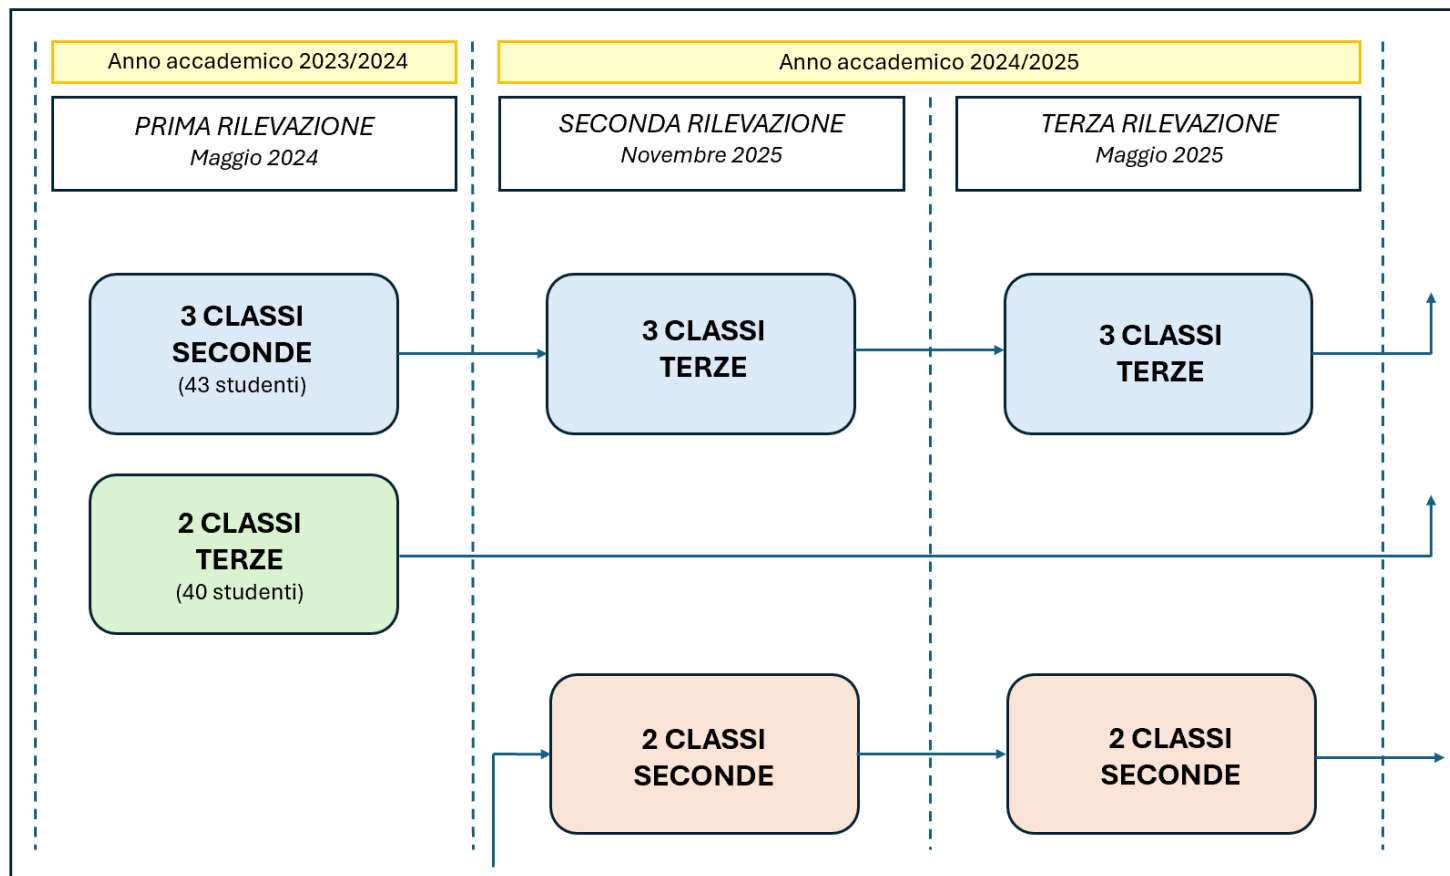 Anno accademico 2023/2024
Anno accademico 2024/2025
PRIMA RILEVAZIONE
Maggio 2024
SECONDA RILEVAZIONE
Novembre 2025
TERZA RILEVAZIONE
Maggio 2025
3 CLASSI
SECONDE
(43 studenti)
3 CLASSI
TERZE
3 CLASSI
TERZE
2 CLASSI
TERZE
(40 studenti)
2 CLASSI
SECONDE
2 CLASSI
SECONDE